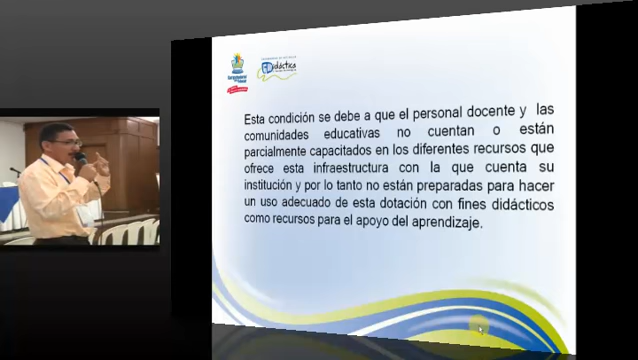 Didáctica
Esta condición se debe a que el personal docente y las
comunidades educativas no cuentan o están
parcialmente capacitados en los diferentes recursos que
ofrece esta infraestructura con la que cuenta su
institución y por lo tanto no están preparadas para hacer
un uso adecuado de esta dotación con fines didácticos
como recursos para el apoyo del aprendizaje.